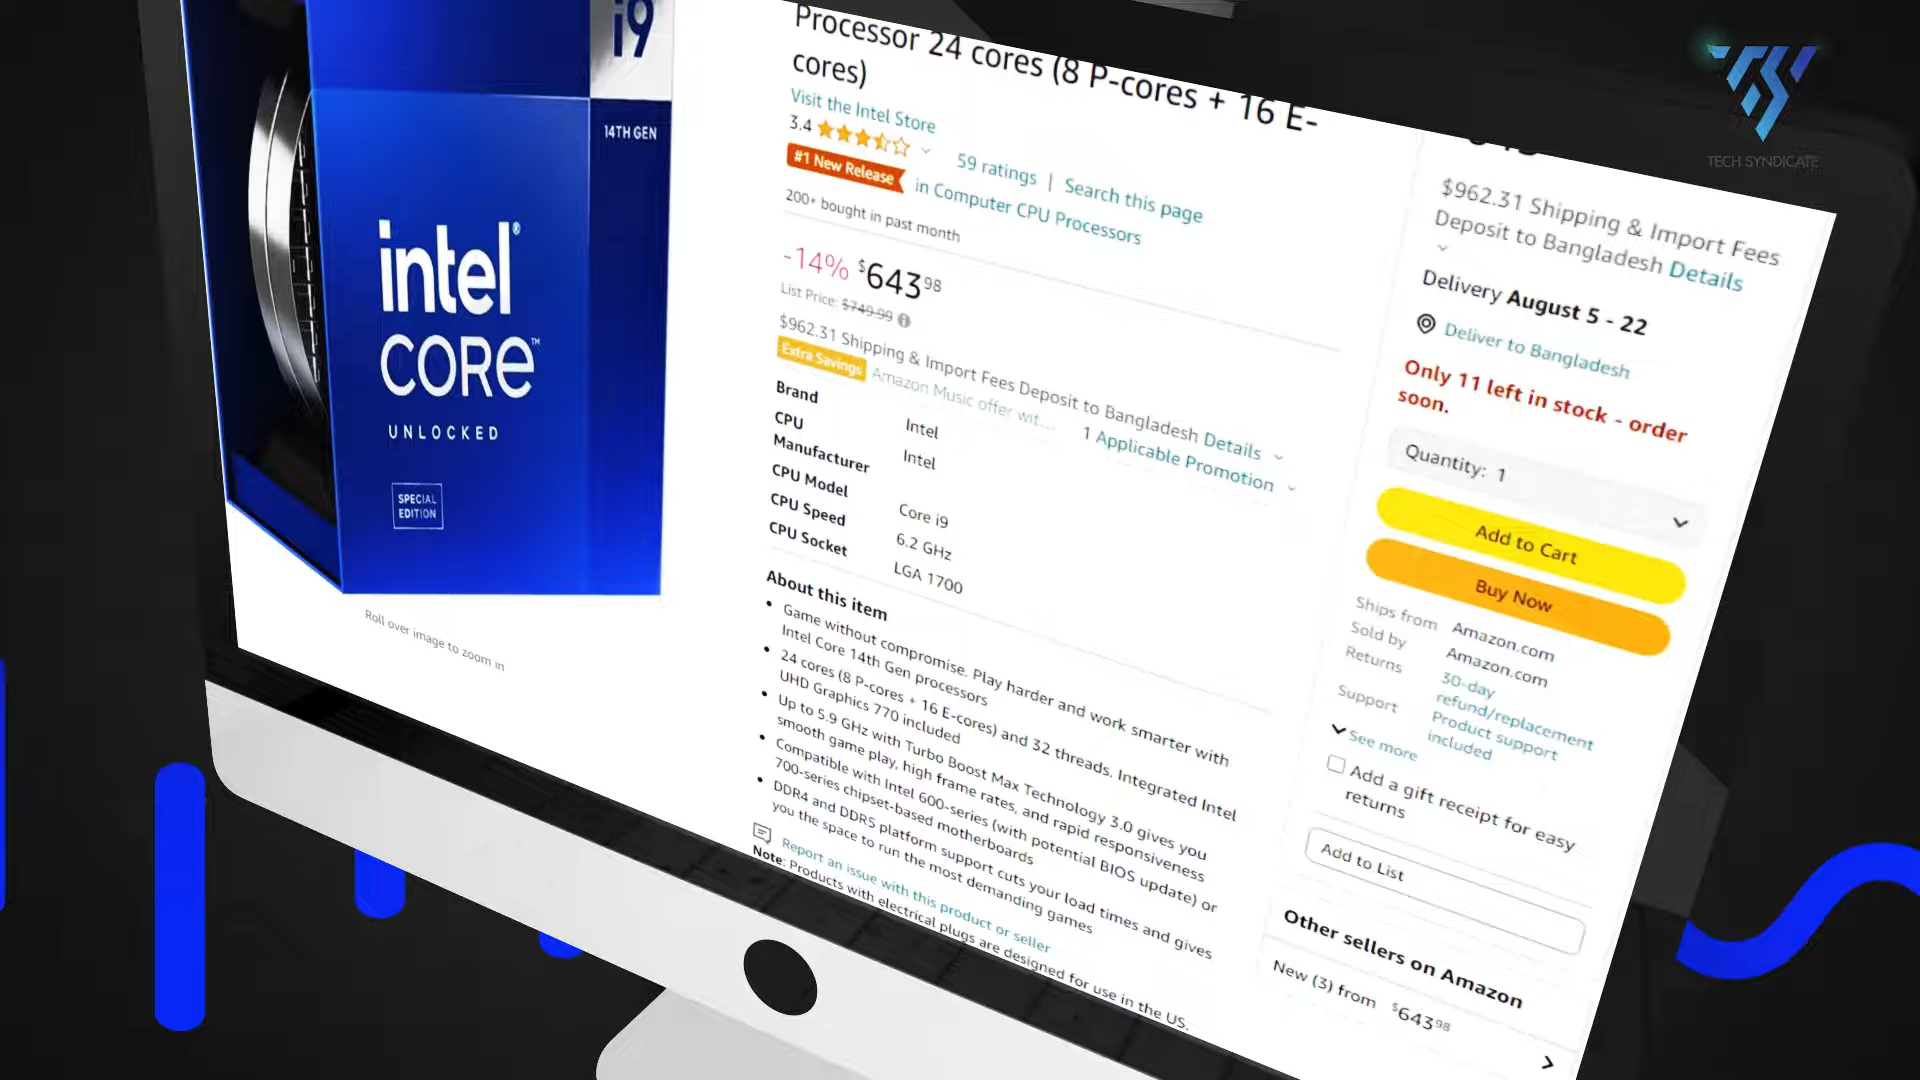 i9
14TH GEN
intel®
CORE™
UNLOCKED
SPECIAL
EDITION
Roll over image to zoom in
Processor 24 cores (8 P-cores + 16 E-
cores)
Visit the Intel Store
3.4
59 ratings | Search this page
#1 New Release in Computer CPU Processors
200+ bought in past month
-14% $643 98
List Price: $749.99
$962.31 Shipping & Import Fees Deposit to Bangladesh Details
Extra Savings Amazon Music offer wit... 1 Applicable Promotion
Brand Intel
CPU
Manufacturer Intel
CPU Model Core i9
CPU Speed 6.2 GHz
CPU Socket LGA 1700
About this item
• Game without compromise. Play harder and work smarter with
Intel Core 14th Gen processors
• 24 cores (8 P-cores + 16 E-cores) and 32 threads. Integrated Intel
UHD Graphics 770 included
• Up to 5.9 GHz with Turbo Boost Max Technology 3.0 gives you
smooth game play, high frame rates, and rapid responsiveness
• Compatible with Intel 600-series (with potential BIOS update) or
700-series chipset-based motherboards
• DDR4 and DDR5 platform support cuts your load times and gives
you the space to run the most demanding games
Report an issue with this product or seller
Note: Products with electrical plugs are designed for use in the US.
$962.31 Shipping & Import Fees
Deposit to Bangladesh Details
Delivery August 5 - 22
Deliver to Bangladesh
Only 11 left in stock - order
soon.
Quantity: 1
Add to Cart
Buy Now
Ships from Amazon.com
Sold by Amazon.com
Returns 30-day
refund/replacement
Support Product support
included
See more
Add a gift receipt for easy
returns
Add to List
Other sellers on Amazon
New (3) from $643 98
TECH SYNDICATE